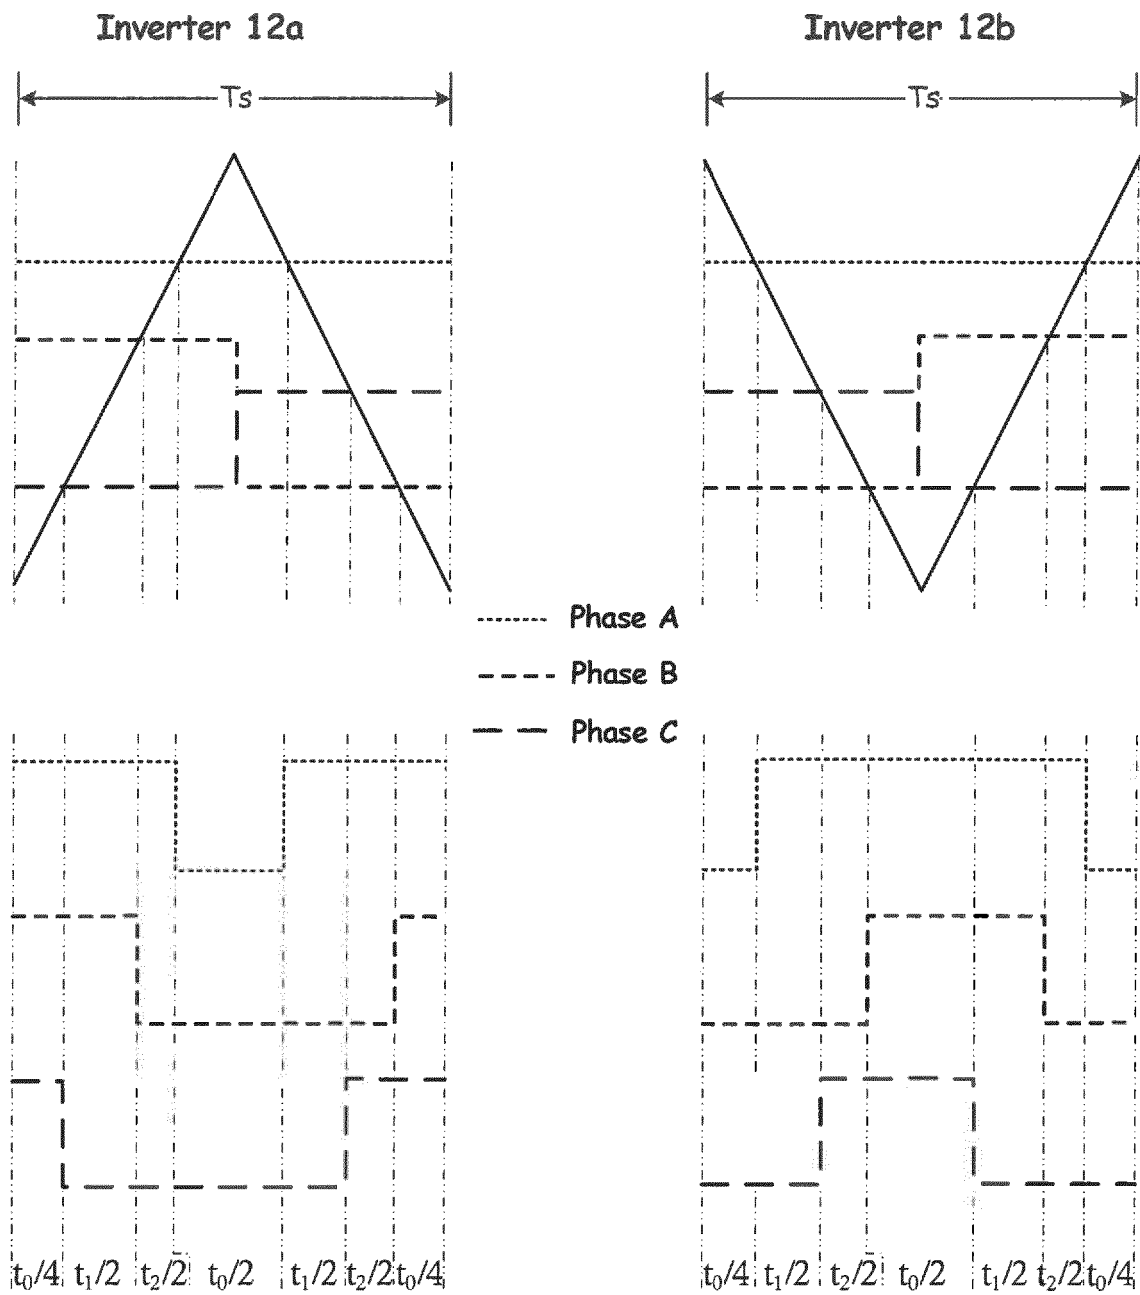 Inverter 12a
Inverter 12b
Ts
Ts
Phase A
Phase B
Phase C
t₀/4 t₁/2 t₂/2 t₀/2 t₁/2 t₂/2 t₀/4
t₀/4 t₁/2 t₂/2 t₀/2 t₁/2 t₂/2 t₀/4